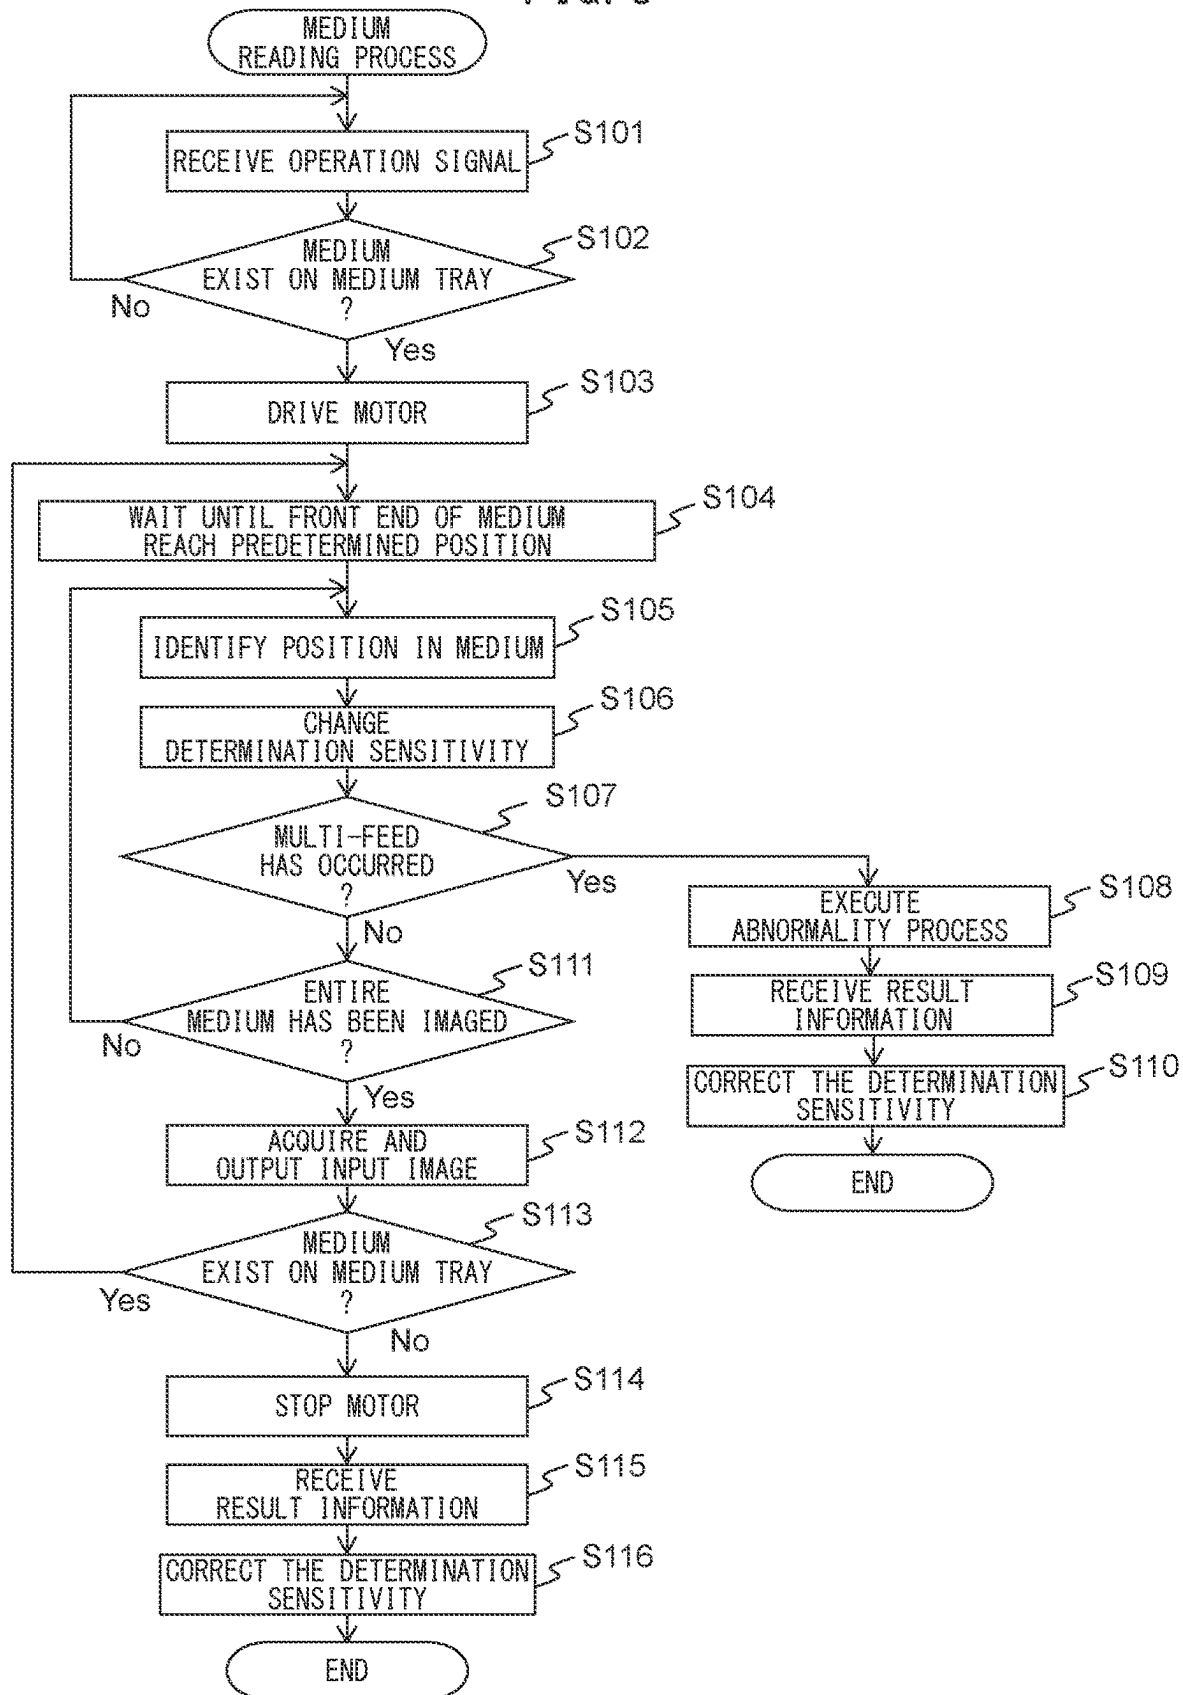 MEDIUM
READING PROCESS
S101
RECEIVE OPERATION SIGNAL
S102
MEDIUM
EXIST ON MEDIUM TRAY
?
No
Yes
S103
DRIVE MOTOR
S104
WAIT UNTIL FRONT END OF MEDIUM
REACH PREDETERMINED POSITION
S105
IDENTIFY POSITION IN MEDIUM
S106
CHANGE
DETERMINATION SENSITIVITY
S107
MULTI-FEED
HAS OCCURRED
?
Yes
No
S108
EXECUTE
ABNORMALITY PROCESS
S109
RECEIVE RESULT
INFORMATION
S110
CORRECT THE DETERMINATION
SENSITIVITY
END
S111
ENTIRE
MEDIUM HAS BEEN IMAGED
?
No
Yes
S112
ACQUIRE AND
OUTPUT INPUT IMAGE
S113
MEDIUM
EXIST ON MEDIUM TRAY
?
Yes
No
S114
STOP MOTOR
S115
RECEIVE
RESULT INFORMATION
S116
CORRECT THE DETERMINATION
SENSITIVITY
END